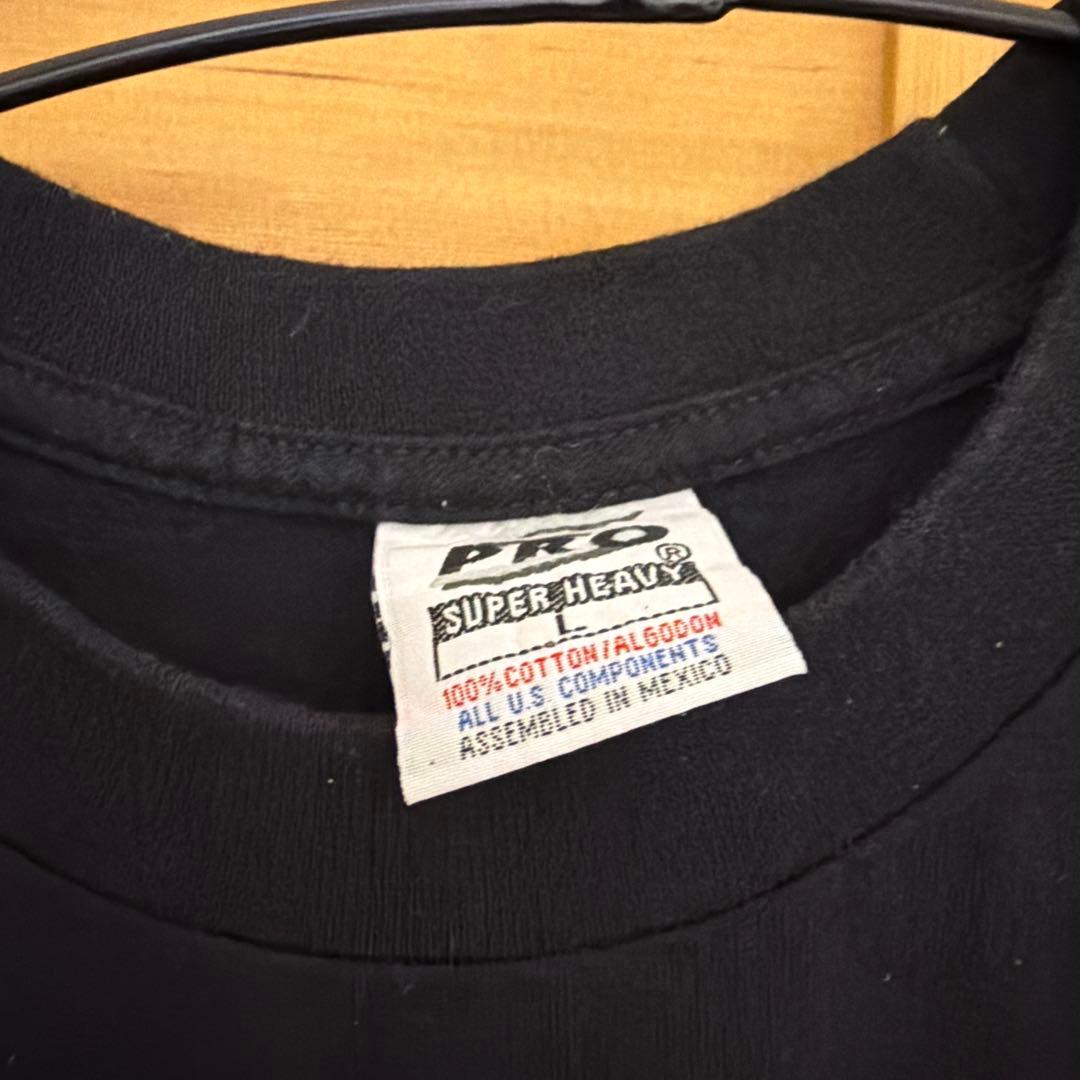 PRO®
SUPER HEAVY
L
100% COTTON/ALGODON
ALL U.S. COMPONENTS
ASSEMBLED IN MEXICO